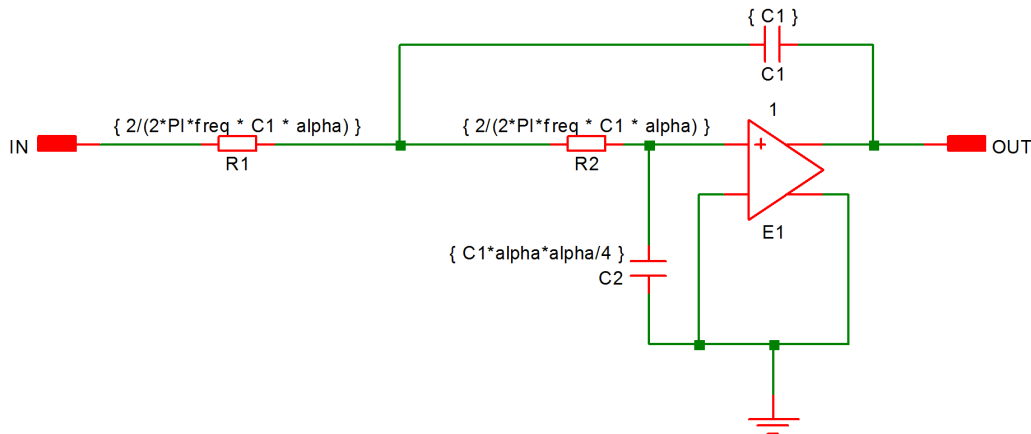 { C1 }
C1
{ 2/(2*PI*freq * C1 * alpha) }
{ 2/(2*PI*freq * C1 * alpha) }
1
IN
R1
R2
OUT
E1
{ C1*alpha*alpha/4 }
C2